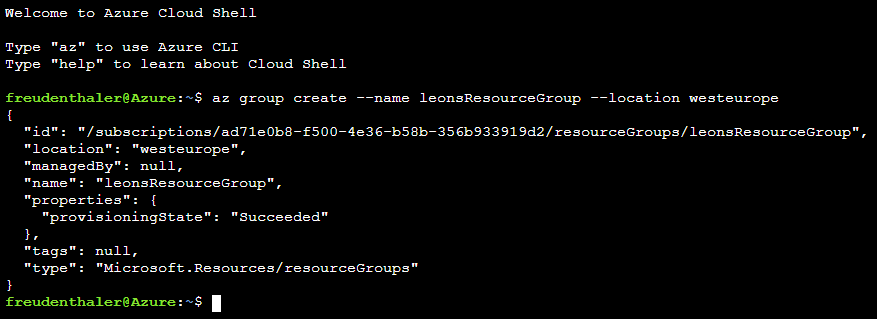 Welcome to Azure Cloud Shell
Type "az" to use Azure CLI
Type "help" to learn about Cloud Shell
freudenthaler@Azure:~$ az group create --name leonsResourceGroup --location westeurope
{
  "id": "/subscriptions/ad71e0b8-f500-4e36-b58b-356b933919d2/resourceGroups/leonsResourceGroup",
  "location": "westeurope",
  "managedBy": null,
  "name": "leonsResourceGroup",
  "properties": {
    "provisioningState": "Succeeded"
  },
  "tags": null,
  "type": "Microsoft.Resources/resourceGroups"
}
freudenthaler@Azure:~$